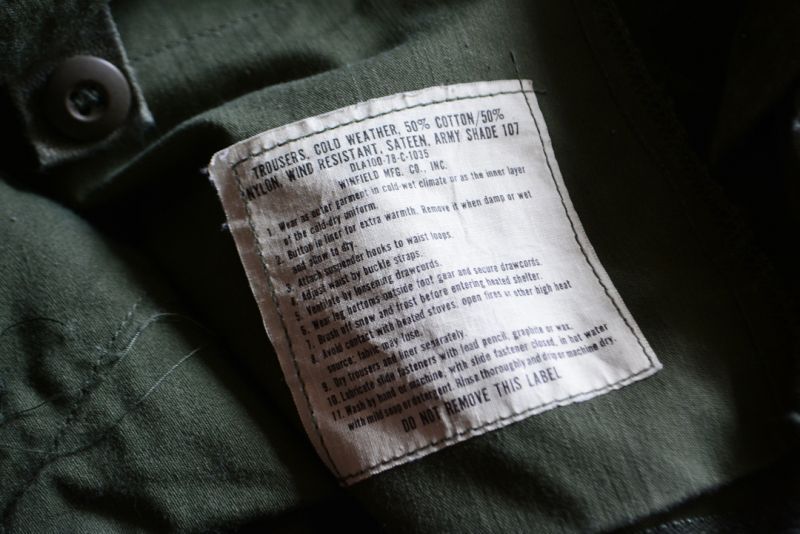 TROUSERS, COLD WEATHER, 50% COTTON/50%
NYLON, WIND RESISTANT, SATEEN, ARMY SHADE 107
DLA100-78-C-1035
WINFIELD MFG. CO., INC.
1. Wear as outer garment in cold-wet climate or as the inner layer
of the cold-dry uniform.
2. Button in liner for extra warmth. Remove it when damp or wet
and allow to dry.
3. Attach suspender hooks to waist loops.
4. Adjust waist by buckle straps.
5. Ventilate by loosening drawcords.
6. Wear leg bottoms outside foot gear and secure drawcords.
7. Brush off snow and frost before entering heated shelter.
8. Avoid contact with heated stoves, open fires or other high heat
source; fabric may fuse.
9. Dry trousers and liner separately.
10. Lubricate slide fasteners with lead pencil, graphite or wax.
11. Wash by hand or machine, with slide fastener closed, in hot water
with mild soap or detergent. Rinse thoroughly and drip or machine dry.
DO NOT REMOVE THIS LABEL